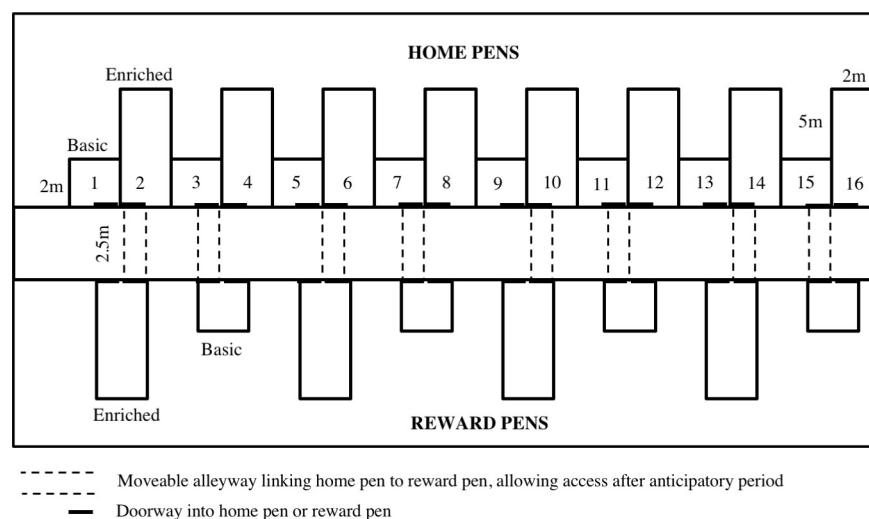 HOME PENS
Enriched
2m
5m
Basic
2m
1 2 3 4 5 6 7 8 9 10 11 12 13 14 15 16
2.5m
Basic
Enriched
REWARD PENS
Moveable alleyway linking home pen to reward pen, allowing access after anticipatory period
Doorway into home pen or reward pen